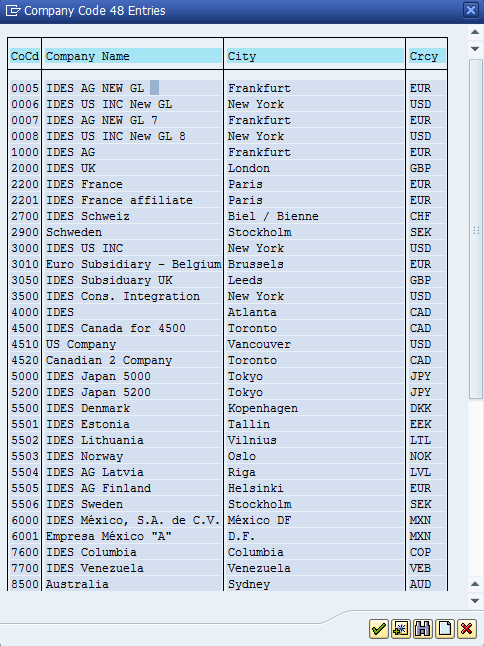 Company Code 48 Entries
CoCd Company Name City Crcy
0005 IDES AG NEW GL Frankfurt EUR
0006 IDES US INC New GL New York USD
0007 IDES AG NEW GL 7 Frankfurt EUR
0008 IDES US INC New GL 8 New York USD
1000 IDES AG Frankfurt EUR
2000 IDES UK London GBP
2200 IDES France Paris EUR
2201 IDES France affiliate Paris EUR
2700 IDES Schweiz Biel / Bienne CHF
2900 Schweden Stockholm SEK
3000 IDES US INC New York USD
3010 Euro Subsidiary - Belgium Brussels EUR
3050 IDES Subsiduary UK Leeds GBP
3500 IDES Cons. Integration New York USD
4000 IDES Atlanta CAD
4500 IDES Canada for 4500 Toronto CAD
4510 US Company Vancouver USD
4520 Canadian 2 Company Toronto CAD
5000 IDES Japan 5000 Tokyo JPY
5200 IDES Japan 5200 Tokyo JPY
5500 IDES Denmark Kopenhagen DKK
5501 IDES Estonia Tallin EEK
5502 IDES Lithuania Vilnius LTL
5503 IDES Norway Oslo NOK
5504 IDES AG Latvia Riga LVL
5505 IDES AG Finland Helsinki EUR
5506 IDES Sweden Stockholm SEK
6000 IDES México, S.A. de C.V. México DF MXN
6001 Empresa México "A" D.F. MXN
7600 IDES Columbia Columbia COP
7700 IDES Venezuela Venezuela VEB
8500 Australia Sydney AUD